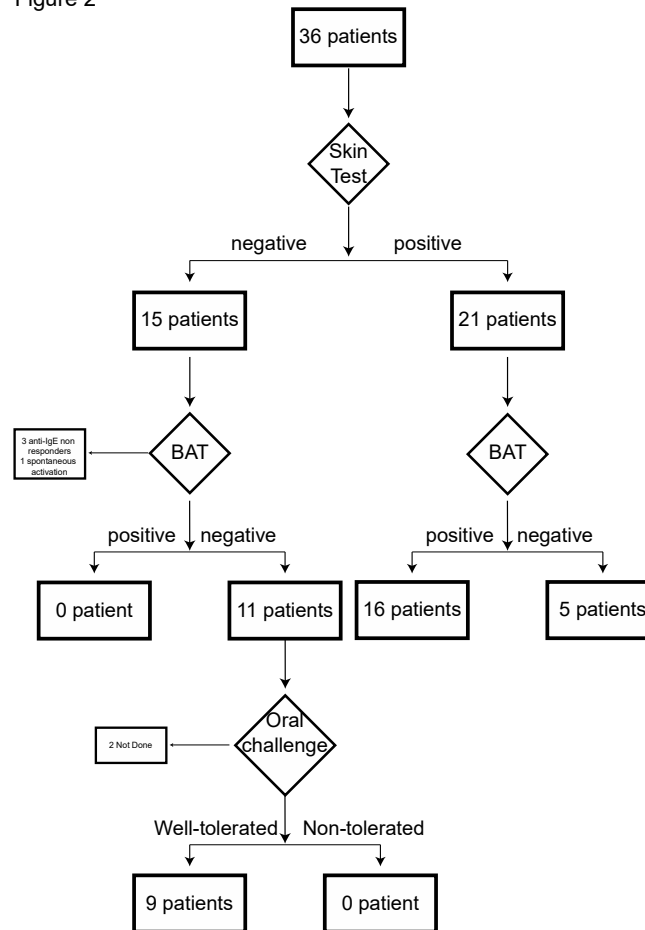 Figure 2
36 patients
Skin
Test
negative
positive
15 patients
21 patients
3 anti-IgE non
responders
1 spontaneous
activation
BAT
BAT
positive
negative
positive
negative
0 patient
11 patients
16 patients
5 patients
2 Not Done
Oral
challenge
Well-tolerated
Non-tolerated
9 patients
0 patient